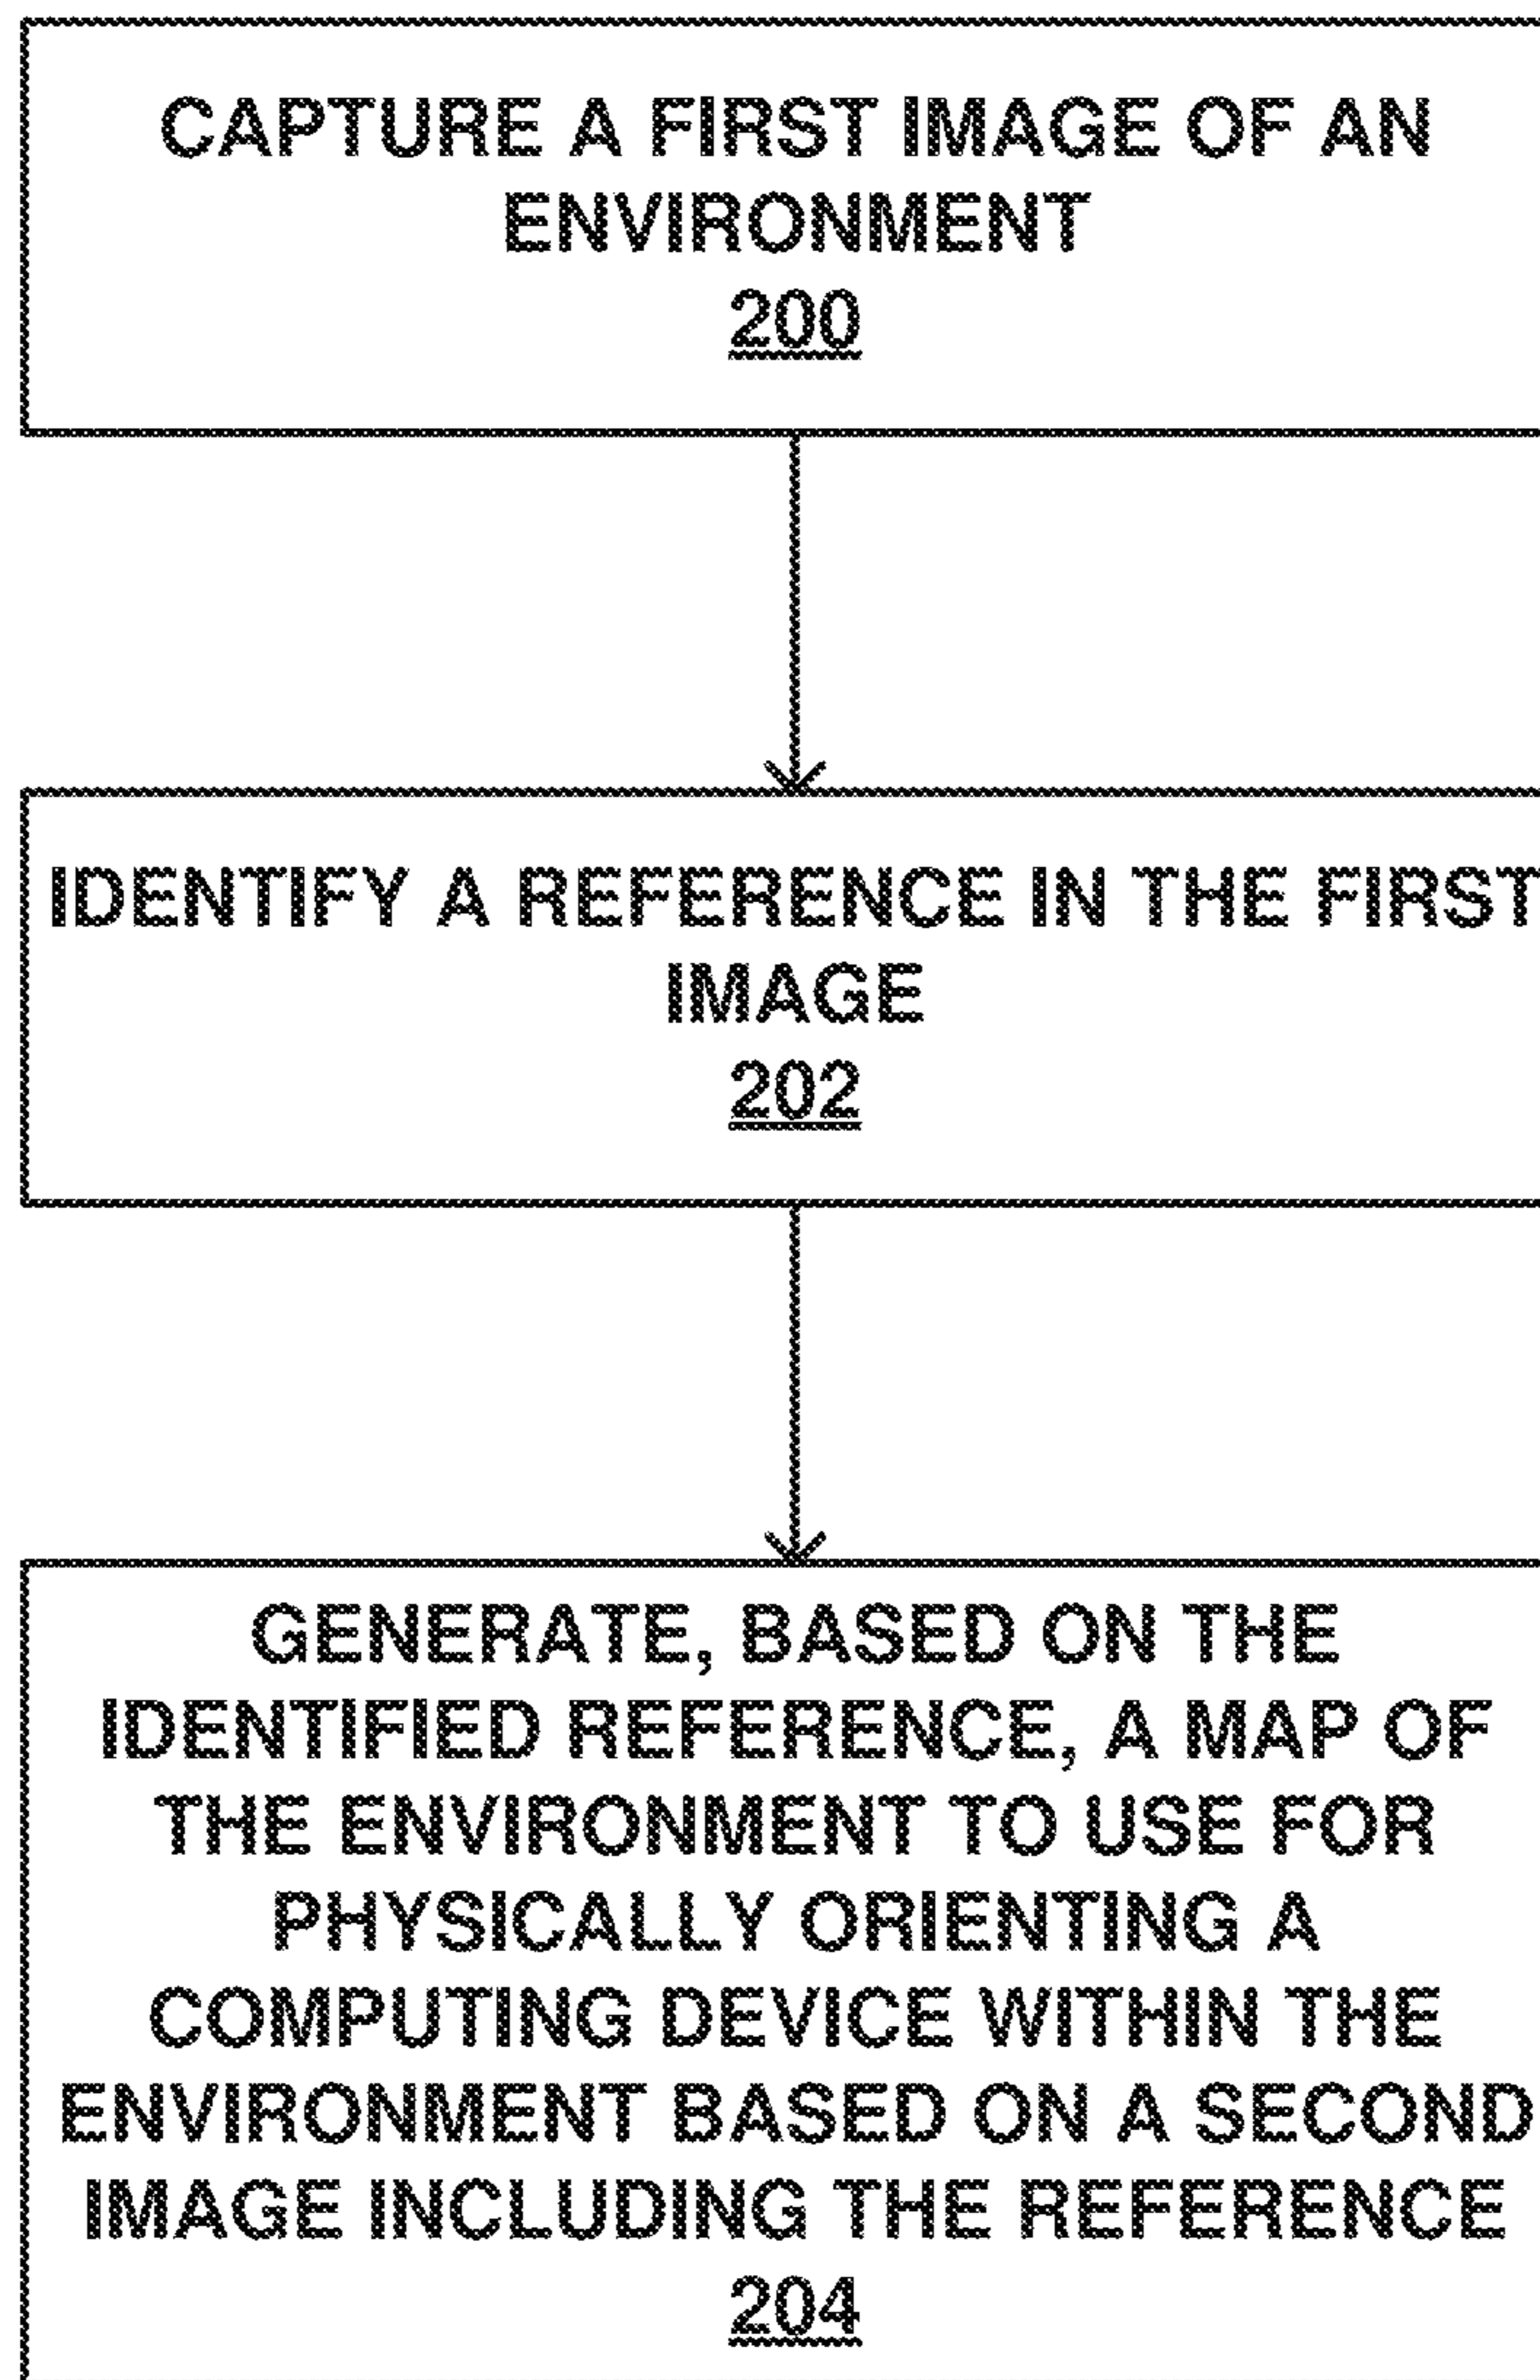 CAPTURE A FIRST IMAGE OF AN
ENVIRONMENT
200
IDENTIFY A REFERENCE IN THE FIRST
IMAGE
202
GENERATE, BASED ON THE
IDENTIFIED REFERENCE, A MAP OF
THE ENVIRONMENT TO USE FOR
PHYSICALLY ORIENTING A
COMPUTING DEVICE WITHIN THE
ENVIRONMENT BASED ON A SECOND
IMAGE INCLUDING THE REFERENCE
204